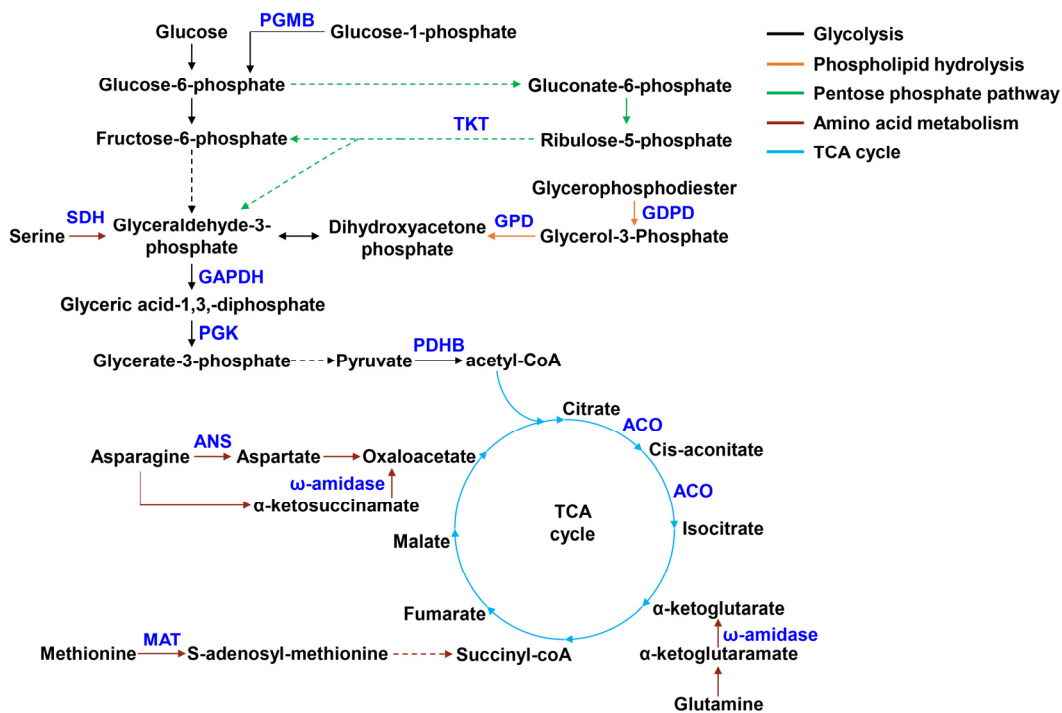 PGMB
Glucose
Glucose-1-phosphate
Glycolysis
Phospholipid hydrolysis
Pentose phosphate pathway
Amino acid metabolism
TCA cycle
Glucose-6-phosphate
Gluconate-6-phosphate
TKT
Fructose-6-phosphate
Ribulose-5-phosphate
Glycerophosphodiester
GDPD
SDH
Serine
Glyceraldehyde-3-
phosphate
Dihydroxyacetone
phosphate
GPD
Glycerol-3-Phosphate
GAPDH
Glyceric acid-1,3,-diphosphate
PGK
Glycerate-3-phosphate
Pyruvate
PDHB
acetyl-CoA
Citrate
ACO
Cis-aconitate
ACO
Isocitrate
ANS
Asparagine
Aspartate
Oxaloacetate
ω-amidase
α-ketosuccinamate
TCA
cycle
Malate
Fumarate
α-ketoglutarate
ω-amidase
α-ketoglutaramate
Glutamine
MAT
Methionine
S-adenosyl-methionine
Succinyl-coA